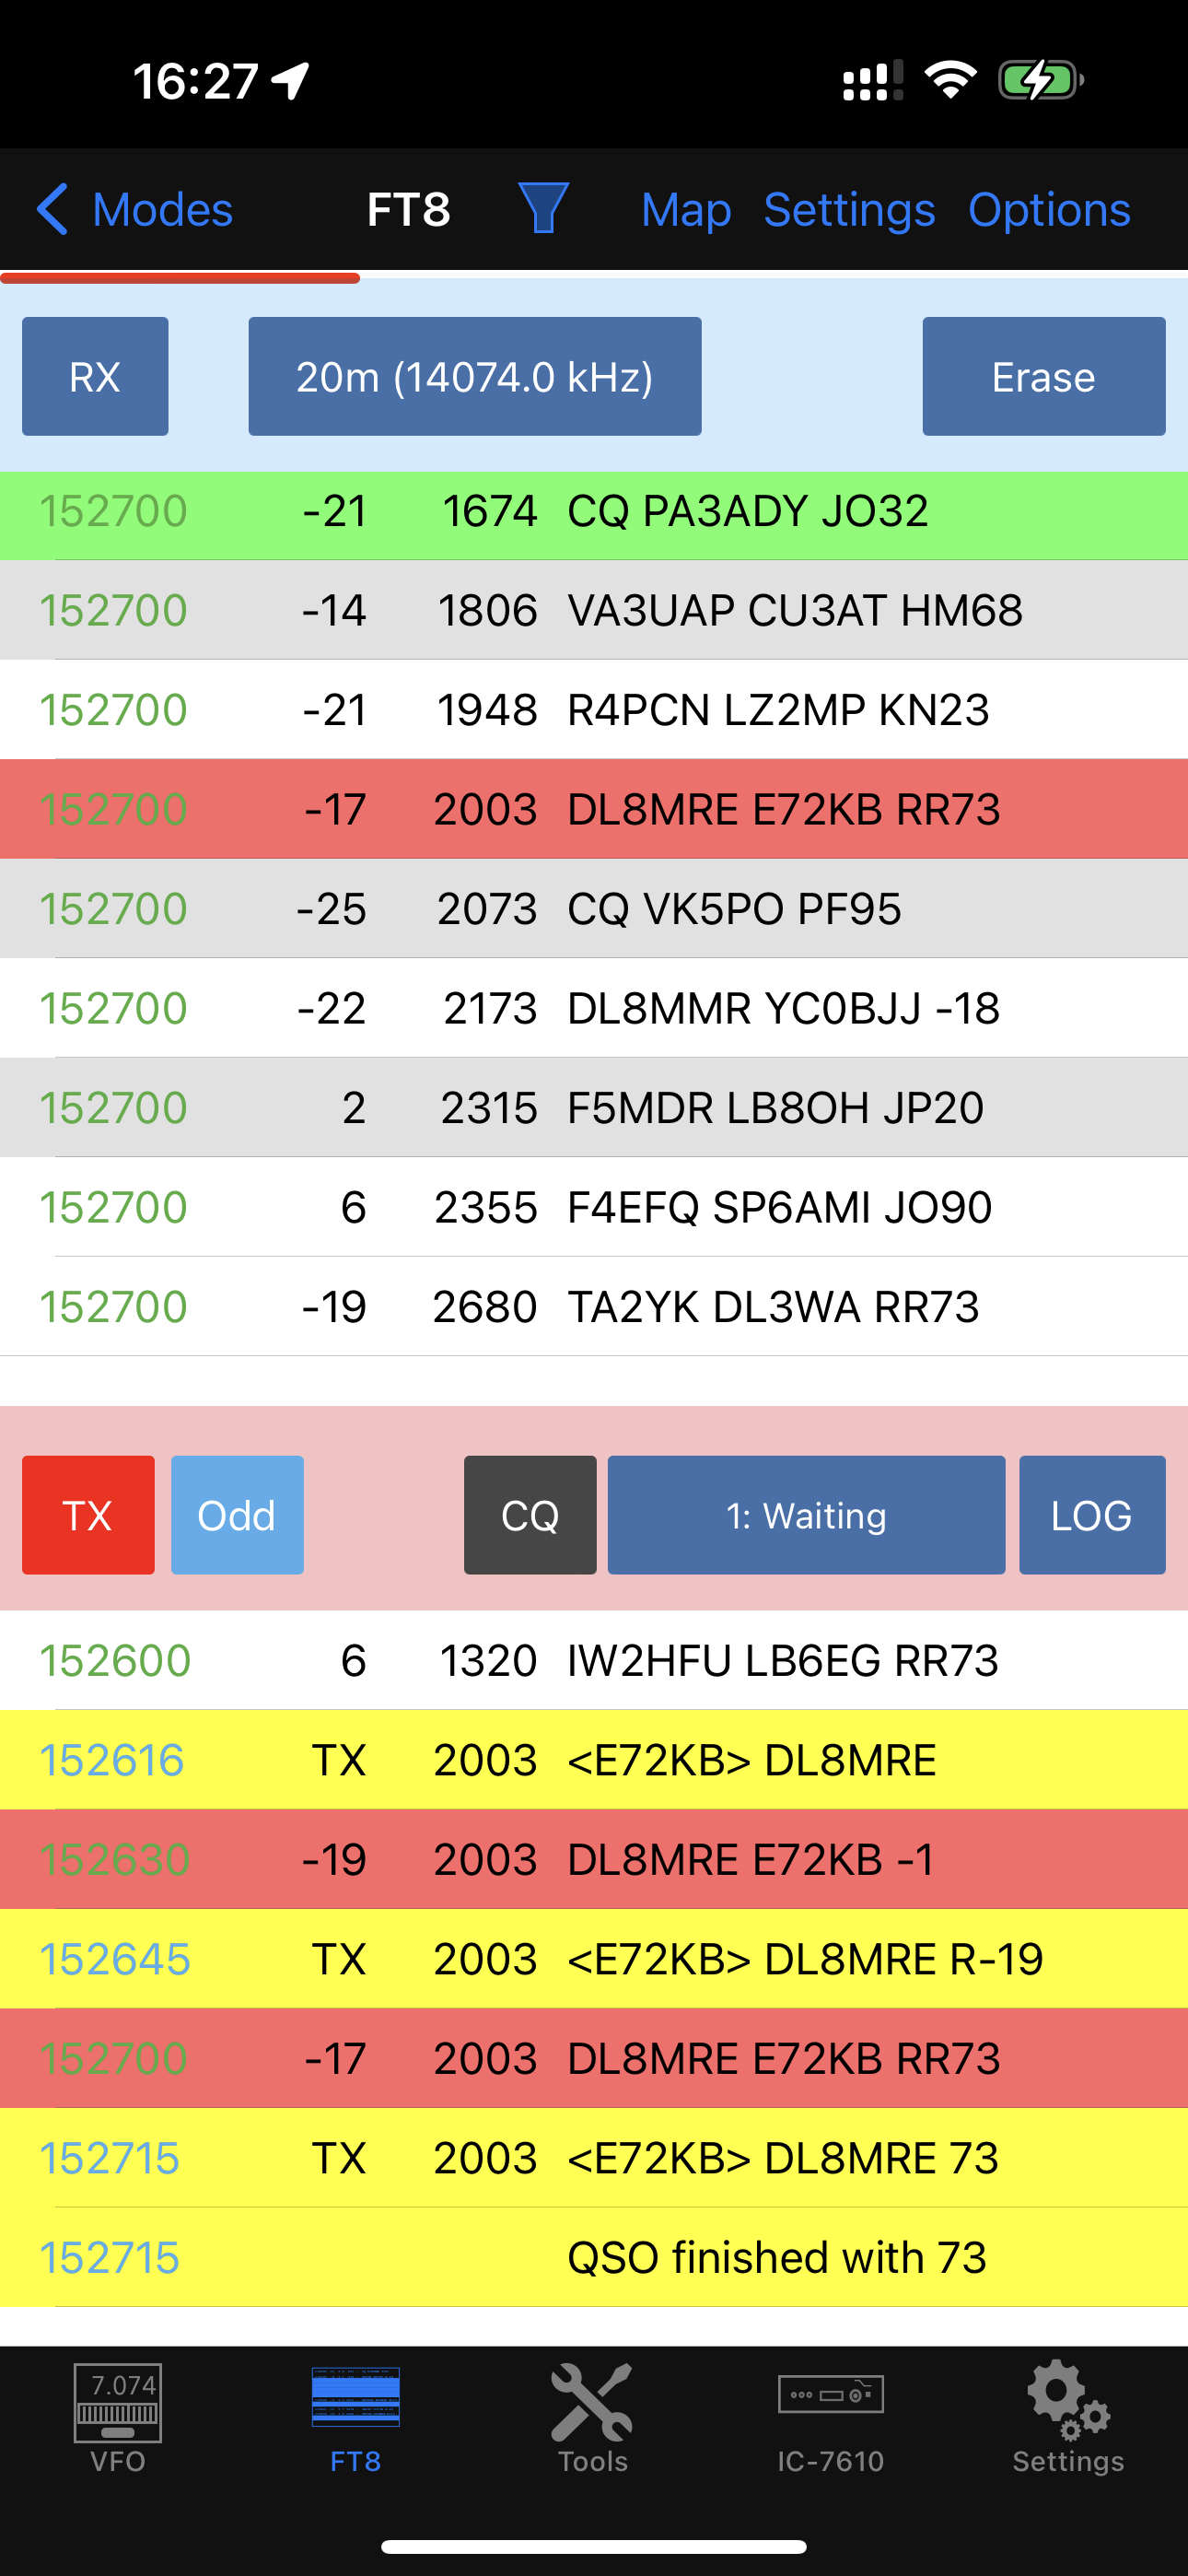 16:27
Modes FT8 Map Settings Options
RX 20m (14074.0 kHz) Erase
152700 -21 1674 CQ PA3ADY JO32
152700 -14 1806 VA3UAP CU3AT HM68
152700 -21 1948 R4PCN LZ2MP KN23
152700 -17 2003 DL8MRE E72KB RR73
152700 -25 2073 CQ VK5PO PF95
152700 -22 2173 DL8MMR YC0BJJ -18
152700 2 2315 F5MDR LB8OH JP20
152700 6 2355 F4EFQ SP6AMI JO90
152700 -19 2680 TA2YK DL3WA RR73
TX Odd CQ 1: Waiting LOG
152600 6 1320 IW2HFU LB6EG RR73
152616 TX 2003 <E72KB> DL8MRE
152630 -19 2003 DL8MRE E72KB -1
152645 TX 2003 <E72KB> DL8MRE R-19
152700 -17 2003 DL8MRE E72KB RR73
152715 TX 2003 <E72KB> DL8MRE 73
152715 QSO finished with 73
7.074
VFO FT8 Tools IC-7610 Settings